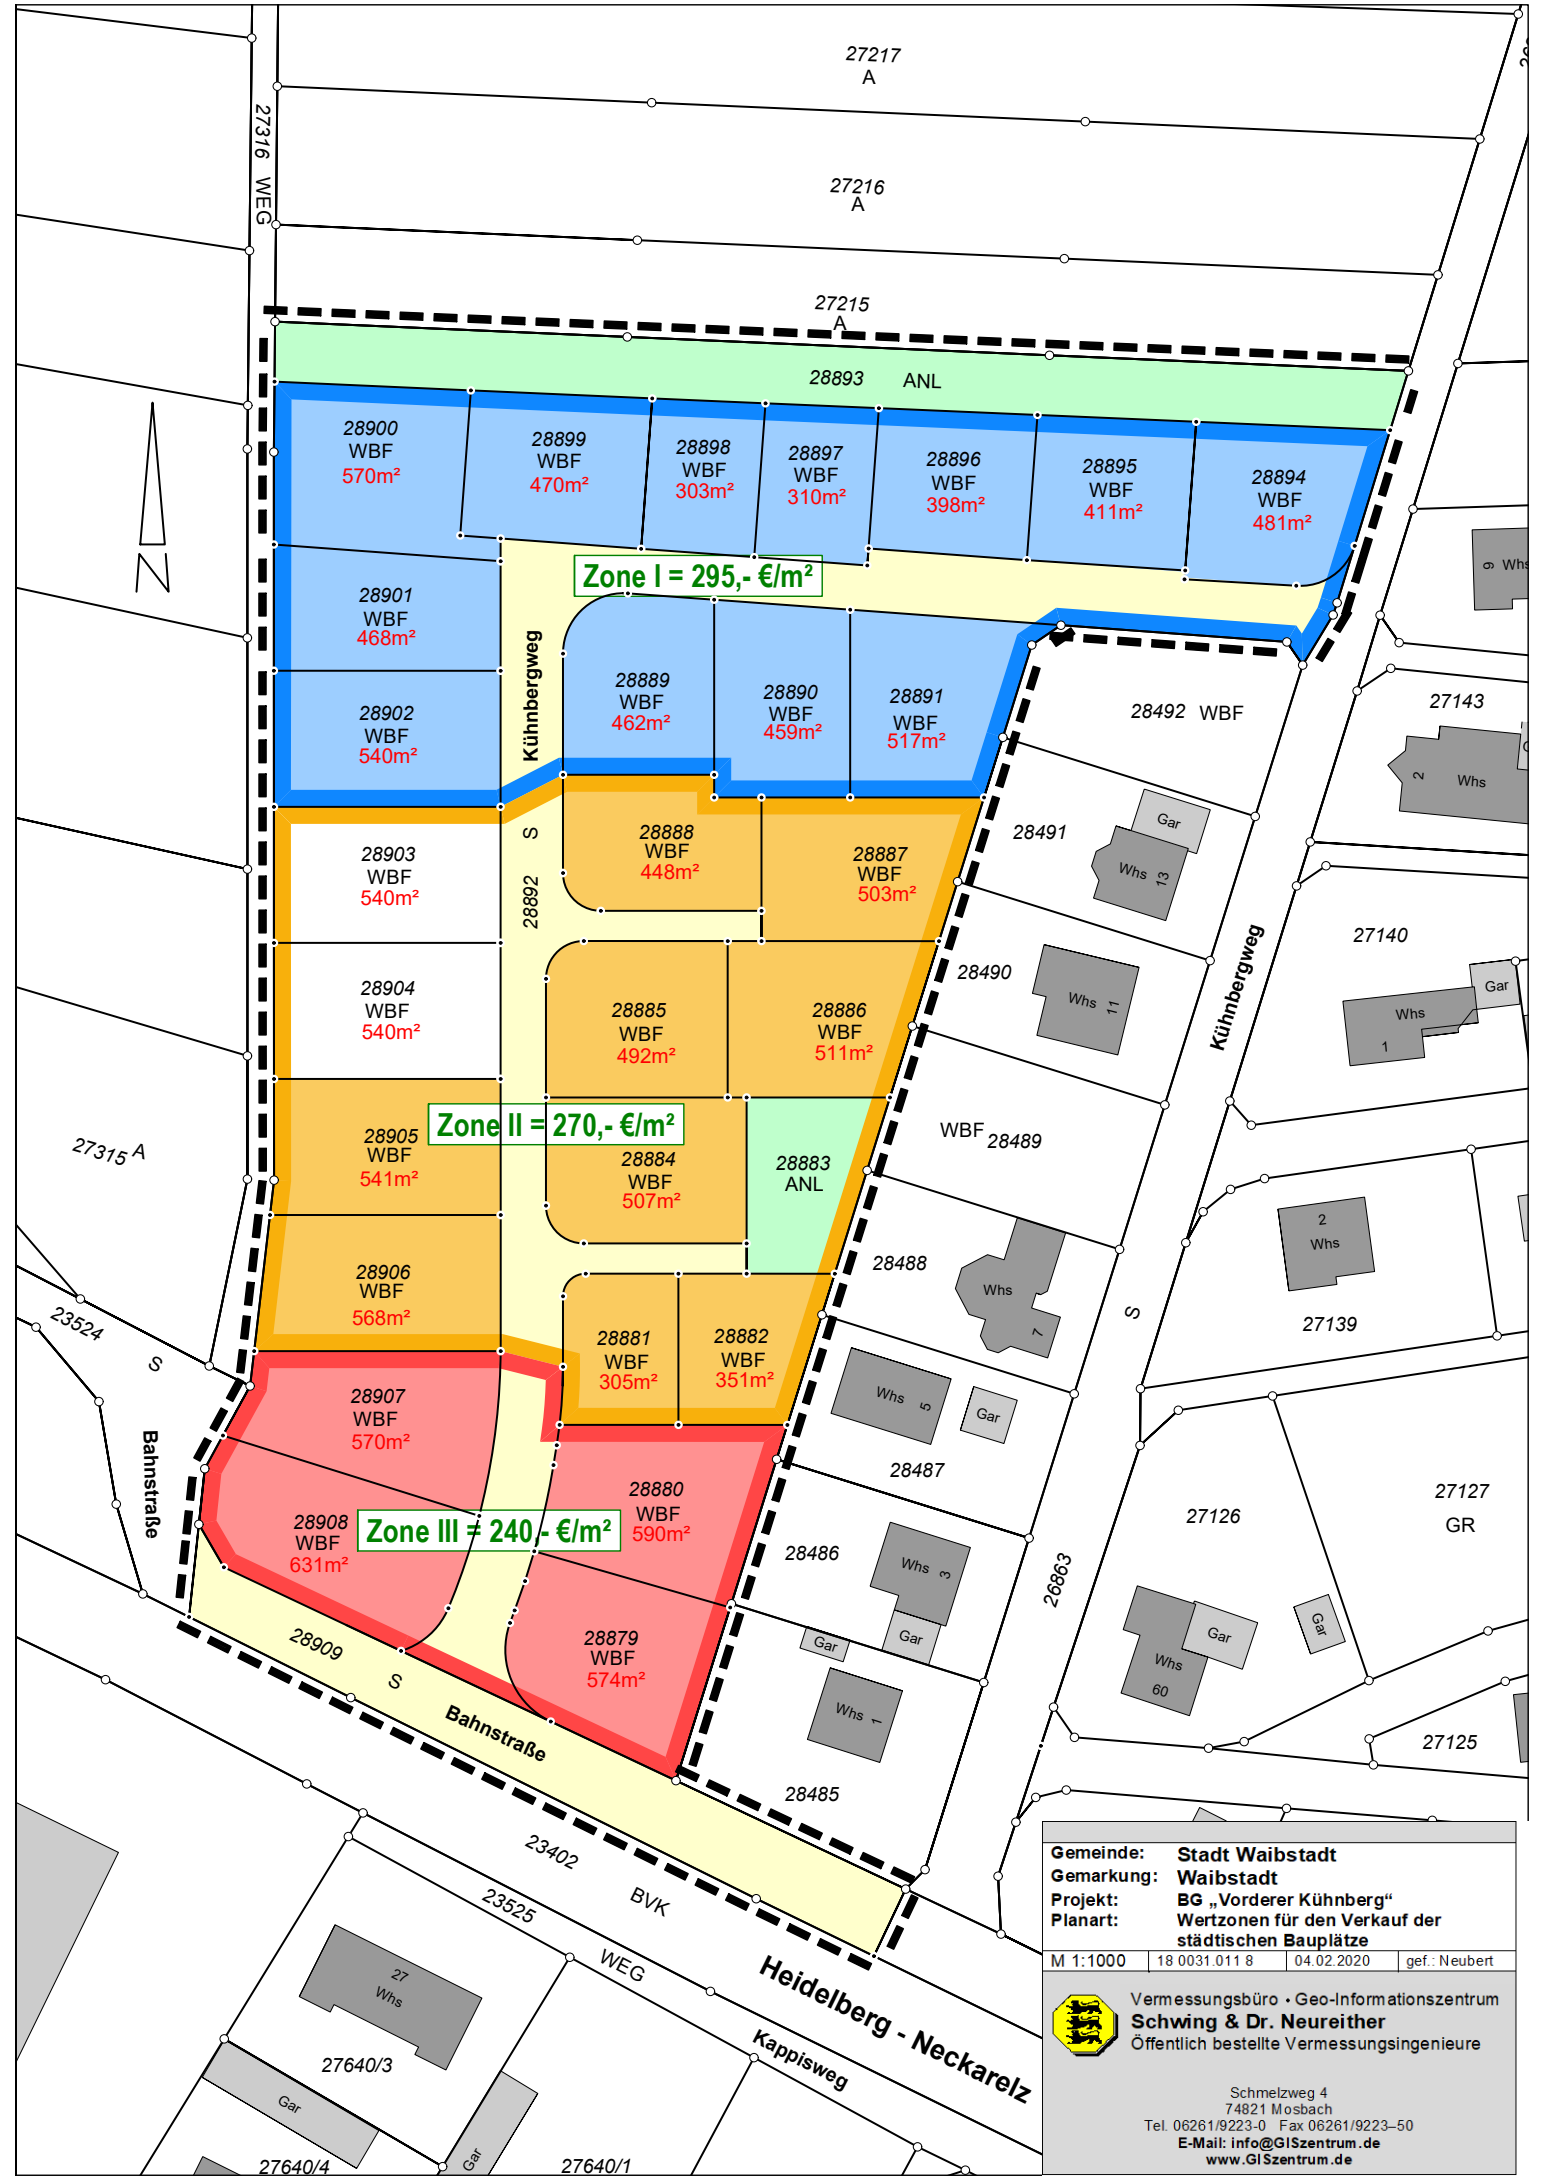 27217
A
27316 WEG
27216
A
27215
A
28893 ANL
28900
WBF
570m²
28899
WBF
470m²
28898
WBF
303m²
28897
WBF
310m²
28896
WBF
398m²
28895
WBF
411m²
28894
WBF
481m²
N
Zone I = 295,- €/m²
9 Whs
28901
WBF
468m²
Kühnbergweg
28889
WBF
462m²
28890
WBF
459m²
28891
WBF
517m²
28492 WBF
27143
2
Whs
28902
WBF
540m²
S
28892
28888
WBF
448m²
28887
WBF
503m²
28491
Gar
Whs 13
28903
WBF
540m²
27140
28490
Whs 11
Kühnbergweg
Gar
Whs
1
28904
WBF
540m²
28885
WBF
492m²
28886
WBF
511m²
Zone II = 270,- €/m²
28905
WBF
541m²
27315 A
28884
WBF
507m²
28883
ANL
WBF 28489
28488
Whs
7
2
Whs
27139
S
28906
WBF
568m²
23524
S
28881
WBF
305m²
28882
WBF
351m²
Whs 5
Gar
28487
28907
WBF
570m²
Bahnstraße
28880
WBF
590m²
Zone III = 240,- €/m²
28908
WBF
631m²
28486
Whs 3
Gar
Gar
26863
27126
27127
GR
Gar
Gar
Whs
60
28879
WBF
574m²
Whs 1
28485
27125
28909
S
Bahnstraße
23402
BVK
23525
WEG
Heidelberg - Neckarelz
Kappisweg
27
Whs
27640/3
Gar
Gar
27640/4
27640/1
Gemeinde: Stadt Waibstadt
Gemarkung: Waibstadt
Projekt: BG „Vorderer Kühnberg“
Planart: Wertzonen für den Verkauf der
städtischen Bauplätze
M 1:1000 18 0031.011 8 04.02.2020 gef.: Neubert
Vermessungsbüro • Geo-Informationszentrum
Schwing & Dr. Neureither
Öffentlich bestellte Vermessungsingenieure
Schmelzweg 4
74821 Mosbach
Tel. 06261/9223-0 Fax 06261/9223–50
E-Mail: info@GISzentrum.de
www.GISzentrum.de